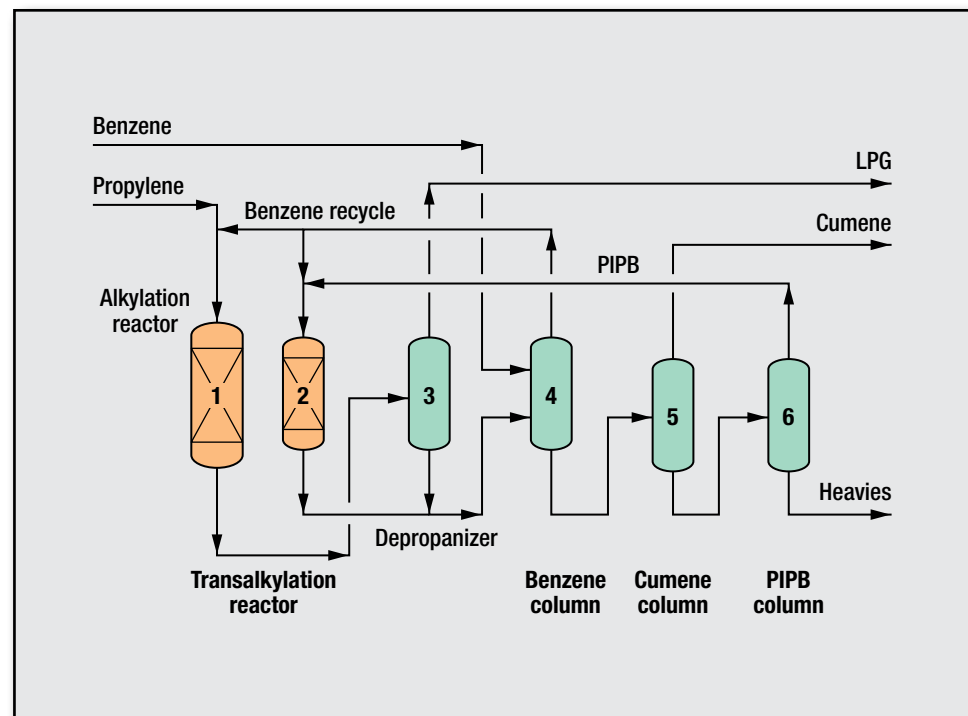 Benzene
LPG
Propylene
Benzene recycle
Cumene
PIPB
Alkylation
reactor
1
2
3
4
5
6
Heavies
Depropanizer
Transalkylation
reactor
Benzene
column
Cumene
column
PIPB
column